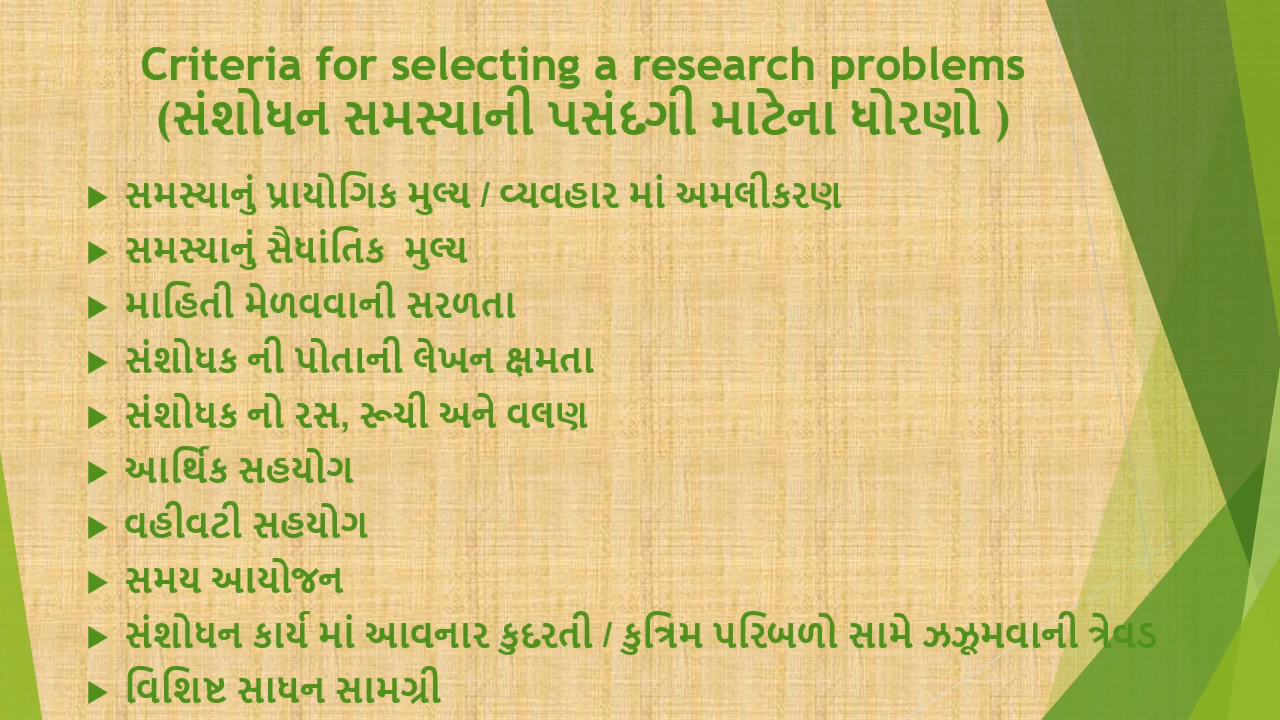 Criteria for selecting a research problems
(સંશોધન સમસ્યાની પસંદગી માટેના ધોરણો )
સમસ્યાનું પ્રાયોગિક મુલ્ય / વ્યવહાર માં અમલીકરણ
સમસ્યાનું સૈધાંતિક મુલ્ય
માહિતી મેળવવાની સરળતા
સંશોધક ની પોતાની લેખન ક્ષમતા
સંશોધક નો રસ, રૂચી અને વલણ
આર્થિક સહયોગ
વહીવટી સહયોગ
સમય આયોજન
સંશોધન કાર્ય માં આવનાર કુદરતી / કુત્રિમ પરિબળો સામે ઝઝૂમવાની ત્રેવડ
વિશિષ્ટ સાધન સામગ્રી